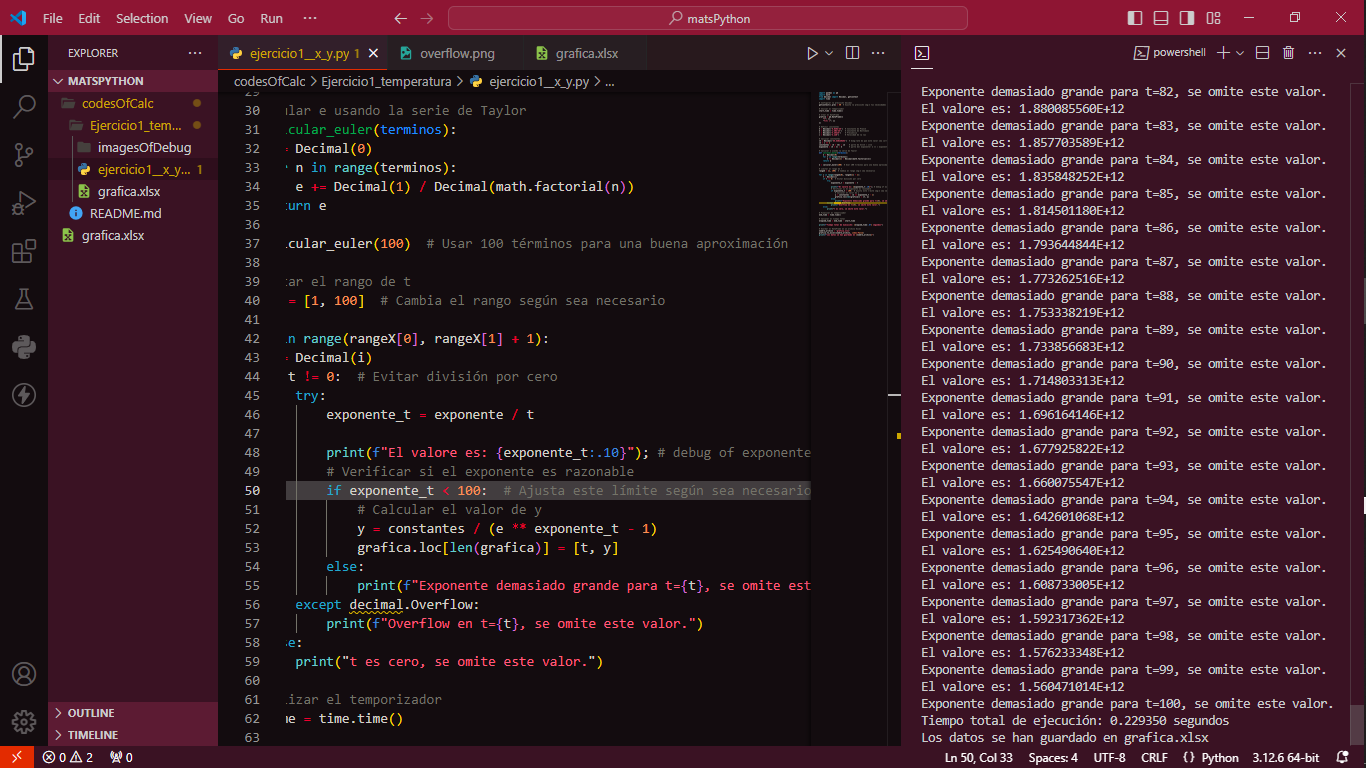 File Edit Selection View Go Run ··· matsPython
EXPLORER ···
MATSPYTHON
codesOfCalc
Ejercicio1_tem...
imagesOfDebug
ejercicio1__x_y... 1
grafica.xlsx
README.md
grafica.xlsx
OUTLINE
TIMELINE
ejercicio1__x_y.py 1
overflow.png
grafica.xlsx
codesOfCalc > Ejercicio1_temperatura > ejercicio1__x_y.py > ...
29
30 ular e usando la serie de Taylor
31 cular_euler(terminos):
32 = Decimal(0)
33 r n in range(terminos):
34 e += Decimal(1) / Decimal(math.factorial(n))
35 turn e
36
37 cular_euler(100) # Usar 100 términos para una buena aproximación
38
39 tar el rango de t
40 = [1, 100] # Cambia el rango según sea necesario
41
42 in range(rangeX[0], rangeX[1] + 1):
43 = Decimal(i)
44 t != 0: # Evitar división por cero
45 try:
46 exponente_t = exponente / t
47
48 print(f"El valore es: {exponente_t:.10}"); # debug of exponente
49 # Verificar si el exponente es razonable
50 if exponente_t < 100: # Ajusta este límite según sea necesario
51 # Calcular el valor de y
52 y = constantes / (e ** exponente_t - 1)
53 grafica.loc[len(grafica)] = [t, y]
54 else:
55 print(f"Exponente demasiado grande para t={t}, se omite est
56 except decimal.Overflow:
57 print(f"Overflow en t={t}, se omite este valor.")
58 se:
59 print("t es cero, se omite este valor.")
60
61 lizar el temporizador
62 me = time.time()
63
powershell
Exponente demasiado grande para t=82, se omite este valor.
El valore es: 1.880085560E+12
Exponente demasiado grande para t=83, se omite este valor.
El valore es: 1.857703589E+12
Exponente demasiado grande para t=84, se omite este valor.
El valore es: 1.835848252E+12
Exponente demasiado grande para t=85, se omite este valor.
El valore es: 1.814501180E+12
Exponente demasiado grande para t=86, se omite este valor.
El valore es: 1.793644844E+12
Exponente demasiado grande para t=87, se omite este valor.
El valore es: 1.773262516E+12
Exponente demasiado grande para t=88, se omite este valor.
El valore es: 1.753338219E+12
Exponente demasiado grande para t=89, se omite este valor.
El valore es: 1.733856683E+12
Exponente demasiado grande para t=90, se omite este valor.
El valore es: 1.714803313E+12
Exponente demasiado grande para t=91, se omite este valor.
El valore es: 1.696164146E+12
Exponente demasiado grande para t=92, se omite este valor.
El valore es: 1.677925822E+12
Exponente demasiado grande para t=93, se omite este valor.
El valore es: 1.660075547E+12
Exponente demasiado grande para t=94, se omite este valor.
El valore es: 1.642601068E+12
Exponente demasiado grande para t=95, se omite este valor.
El valore es: 1.625490640E+12
Exponente demasiado grande para t=96, se omite este valor.
El valore es: 1.608733005E+12
Exponente demasiado grande para t=97, se omite este valor.
El valore es: 1.592317362E+12
Exponente demasiado grande para t=98, se omite este valor.
El valore es: 1.576233348E+12
Exponente demasiado grande para t=99, se omite este valor.
El valore es: 1.560471014E+12
Exponente demasiado grande para t=100, se omite este valor.
Tiempo total de ejecución: 0.229350 segundos
Los datos se han guardado en grafica.xlsx
0 2 0 Ln 50, Col 33 Spaces: 4 UTF-8 CRLF {} Python 3.12.6 64-bit